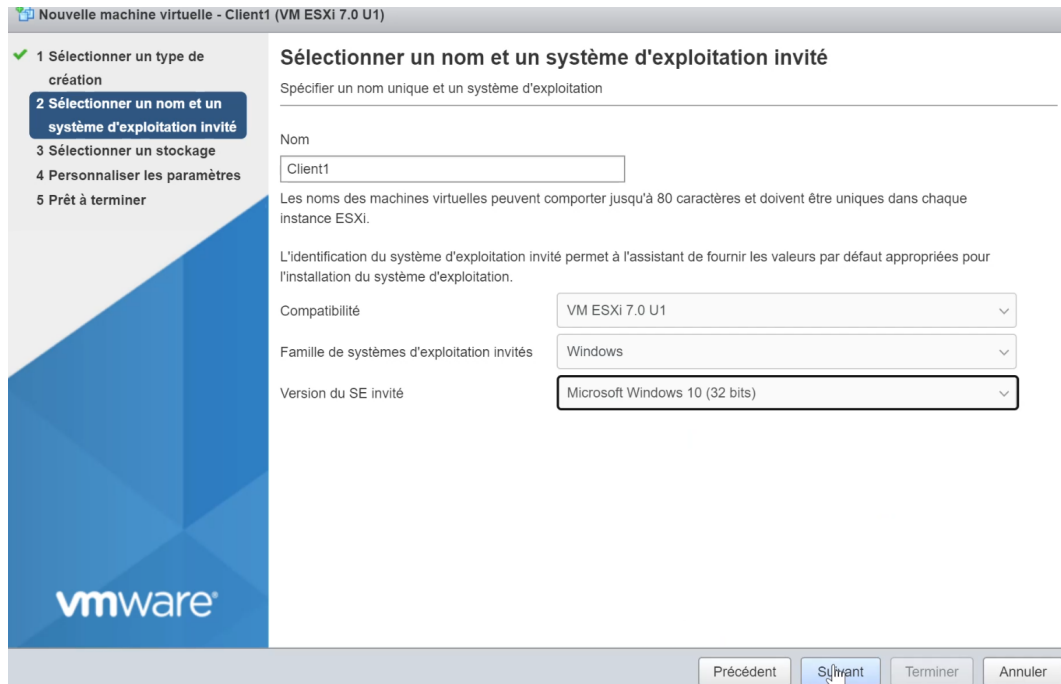 Nouvelle machine virtuelle - Client1 (VM ESXi 7.0 U1)
1 Sélectionner un type de
création
2 Sélectionner un nom et un
système d'exploitation invité
3 Sélectionner un stockage
4 Personnaliser les paramètres
5 Prêt à terminer
vmware
Sélectionner un nom et un système d'exploitation invité
Spécifier un nom unique et un système d'exploitation
Nom
Client1
Les noms des machines virtuelles peuvent comporter jusqu'à 80 caractères et doivent être uniques dans chaque
instance ESXi.
L'identification du système d'exploitation invité permet à l'assistant de fournir les valeurs par défaut appropriées pour
l'installation du système d'exploitation.
Compatibilité VM ESXi 7.0 U1
Famille de systèmes d'exploitation invités Windows
Version du SE invité Microsoft Windows 10 (32 bits)
Précédent Suivant Terminer Annuler